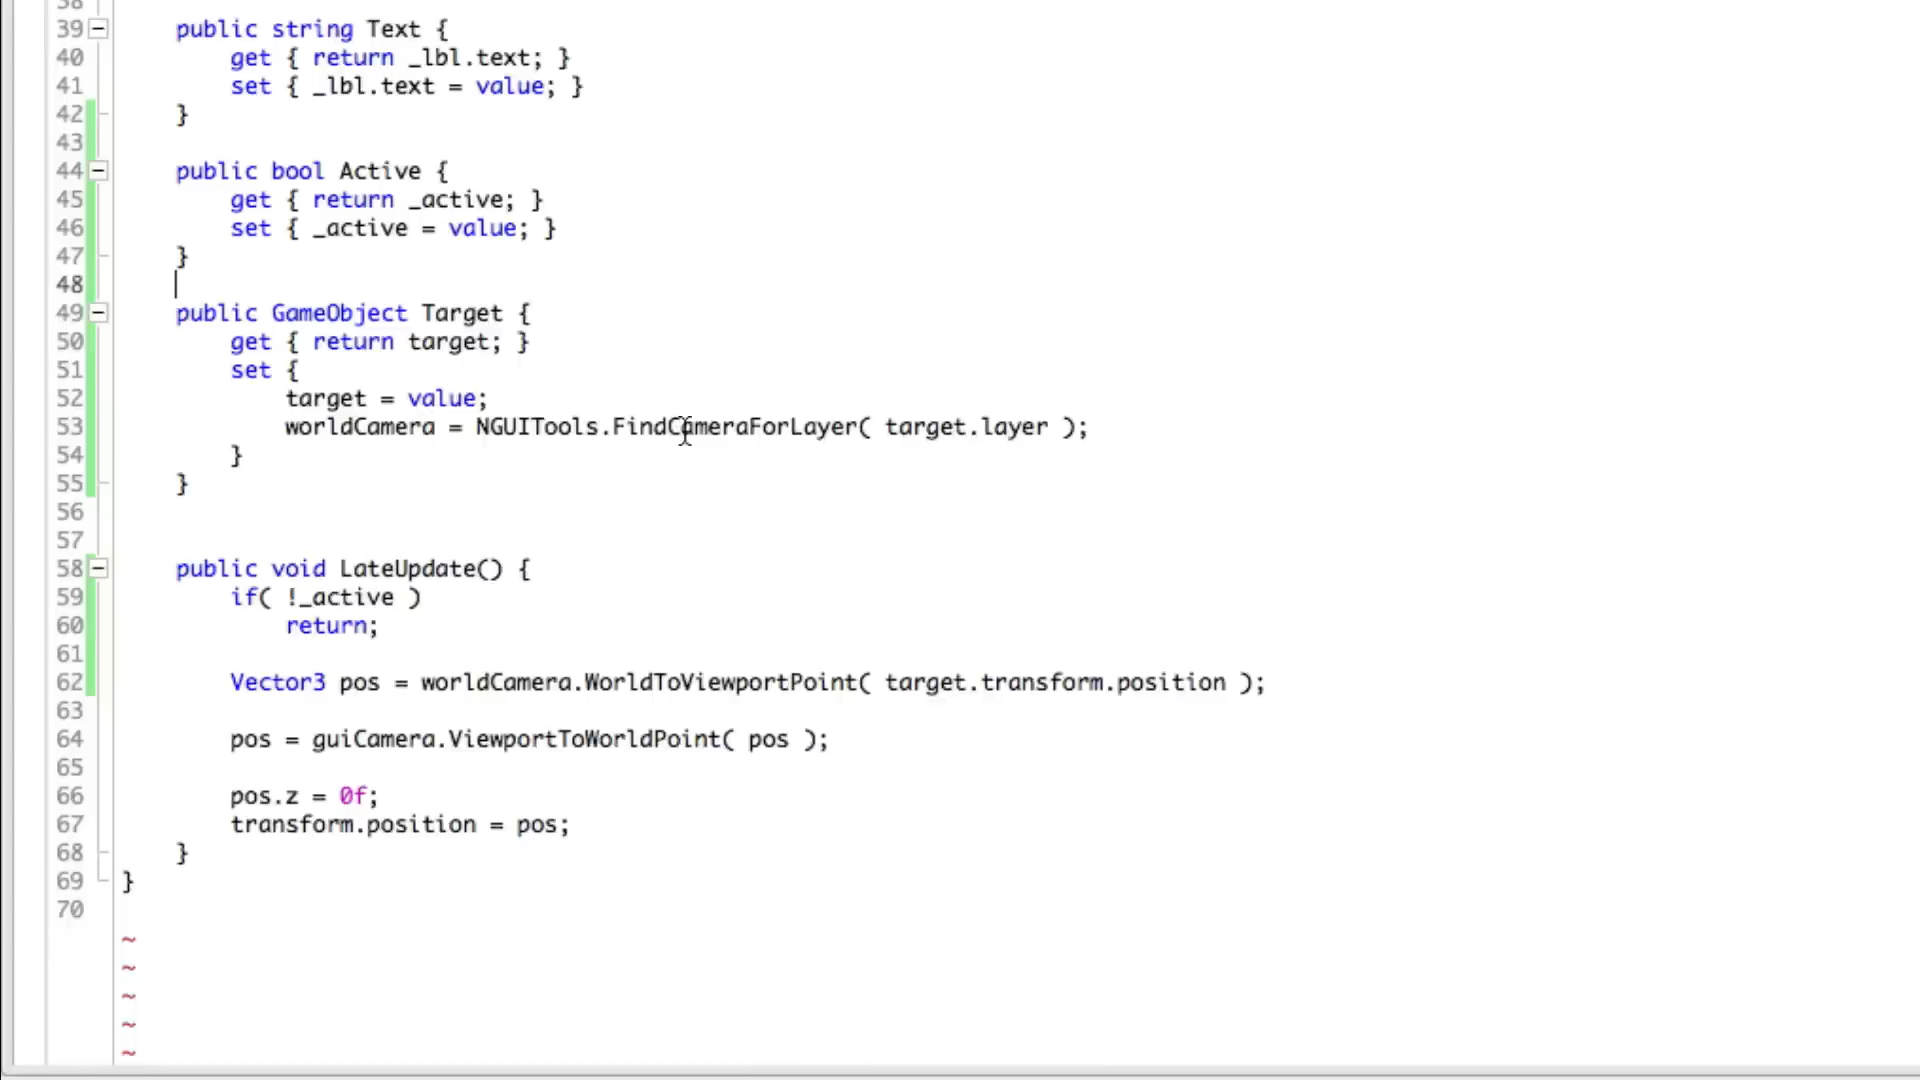 38
39 public string Text {
40 get { return _lbl.text; }
41 set { _lbl.text = value; }
42 }
43
44 public bool Active {
45 get { return _active; }
46 set { _active = value; }
47 }
48
49 public GameObject Target {
50 get { return target; }
51 set {
52 target = value;
53 worldCamera = NGUITools.FindCameraForLayer( target.layer );
54 }
55 }
56
57
58 public void LateUpdate() {
59 if( !_active )
60 return;
61
62 Vector3 pos = worldCamera.WorldToViewportPoint( target.transform.position );
63
64 pos = guiCamera.ViewportToWorldPoint( pos );
65
66 pos.z = 0f;
67 transform.position = pos;
68 }
69 }
70
~
~
~
~
~